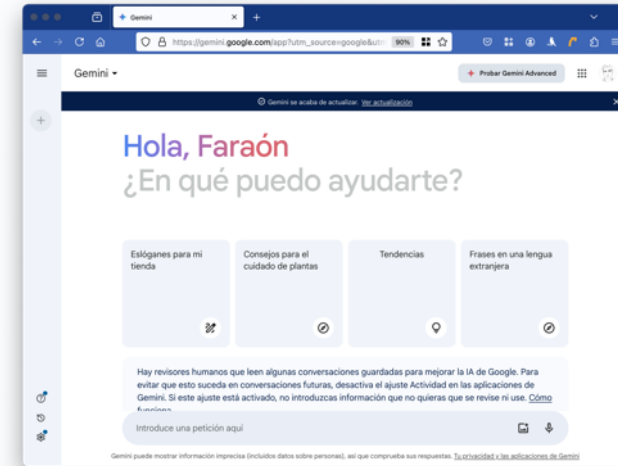 Gemini
https://gemini.google.com/app?utm_source=google&utm
90%
Gemini
Probar Gemini Advanced
Gemini se acaba de actualizar. Ver actualización
Hola, Faraón
¿En qué puedo ayudarte?
Eslóganes para mi
tienda
Consejos para el
cuidado de plantas
Tendencias
Frases en una lengua
extranjera
Hay revisores humanos que leen algunas conversaciones guardadas para mejorar la IA de Google. Para
evitar que esto suceda en conversaciones futuras, desactiva el ajuste Actividad en las aplicaciones de
Gemini. Si este ajuste está activado, no introduzcas información que no quieras que se revise ni use. Cómo
funciona
Introduce una petición aquí
Gemini puede mostrar información imprecisa (incluidos datos sobre personas), así que comprueba sus respuestas. Tu privacidad y las aplicaciones de Gemini